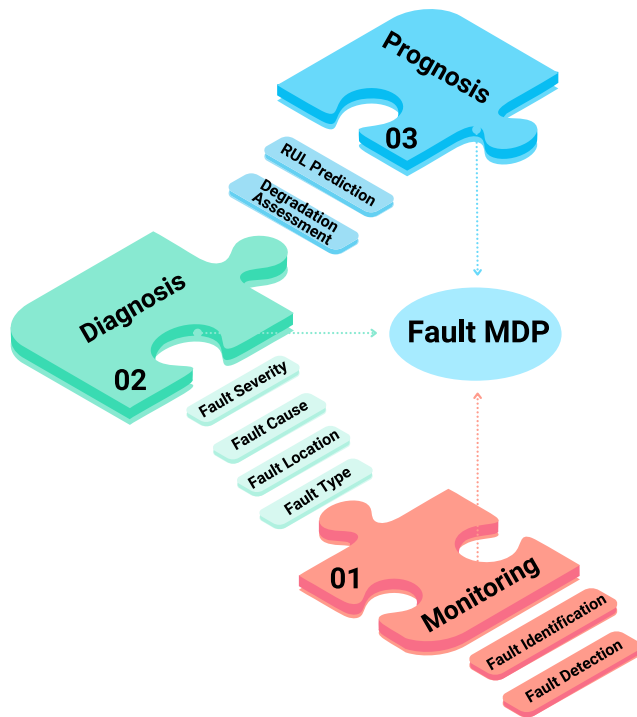 Prognosis
03
RUL Prediction
Degradation
Assessment
Diagnosis
02
Fault MDP
Fault Severity
Fault Cause
Fault Location
Fault Type
01
Monitoring
Fault Identification
Fault Detection